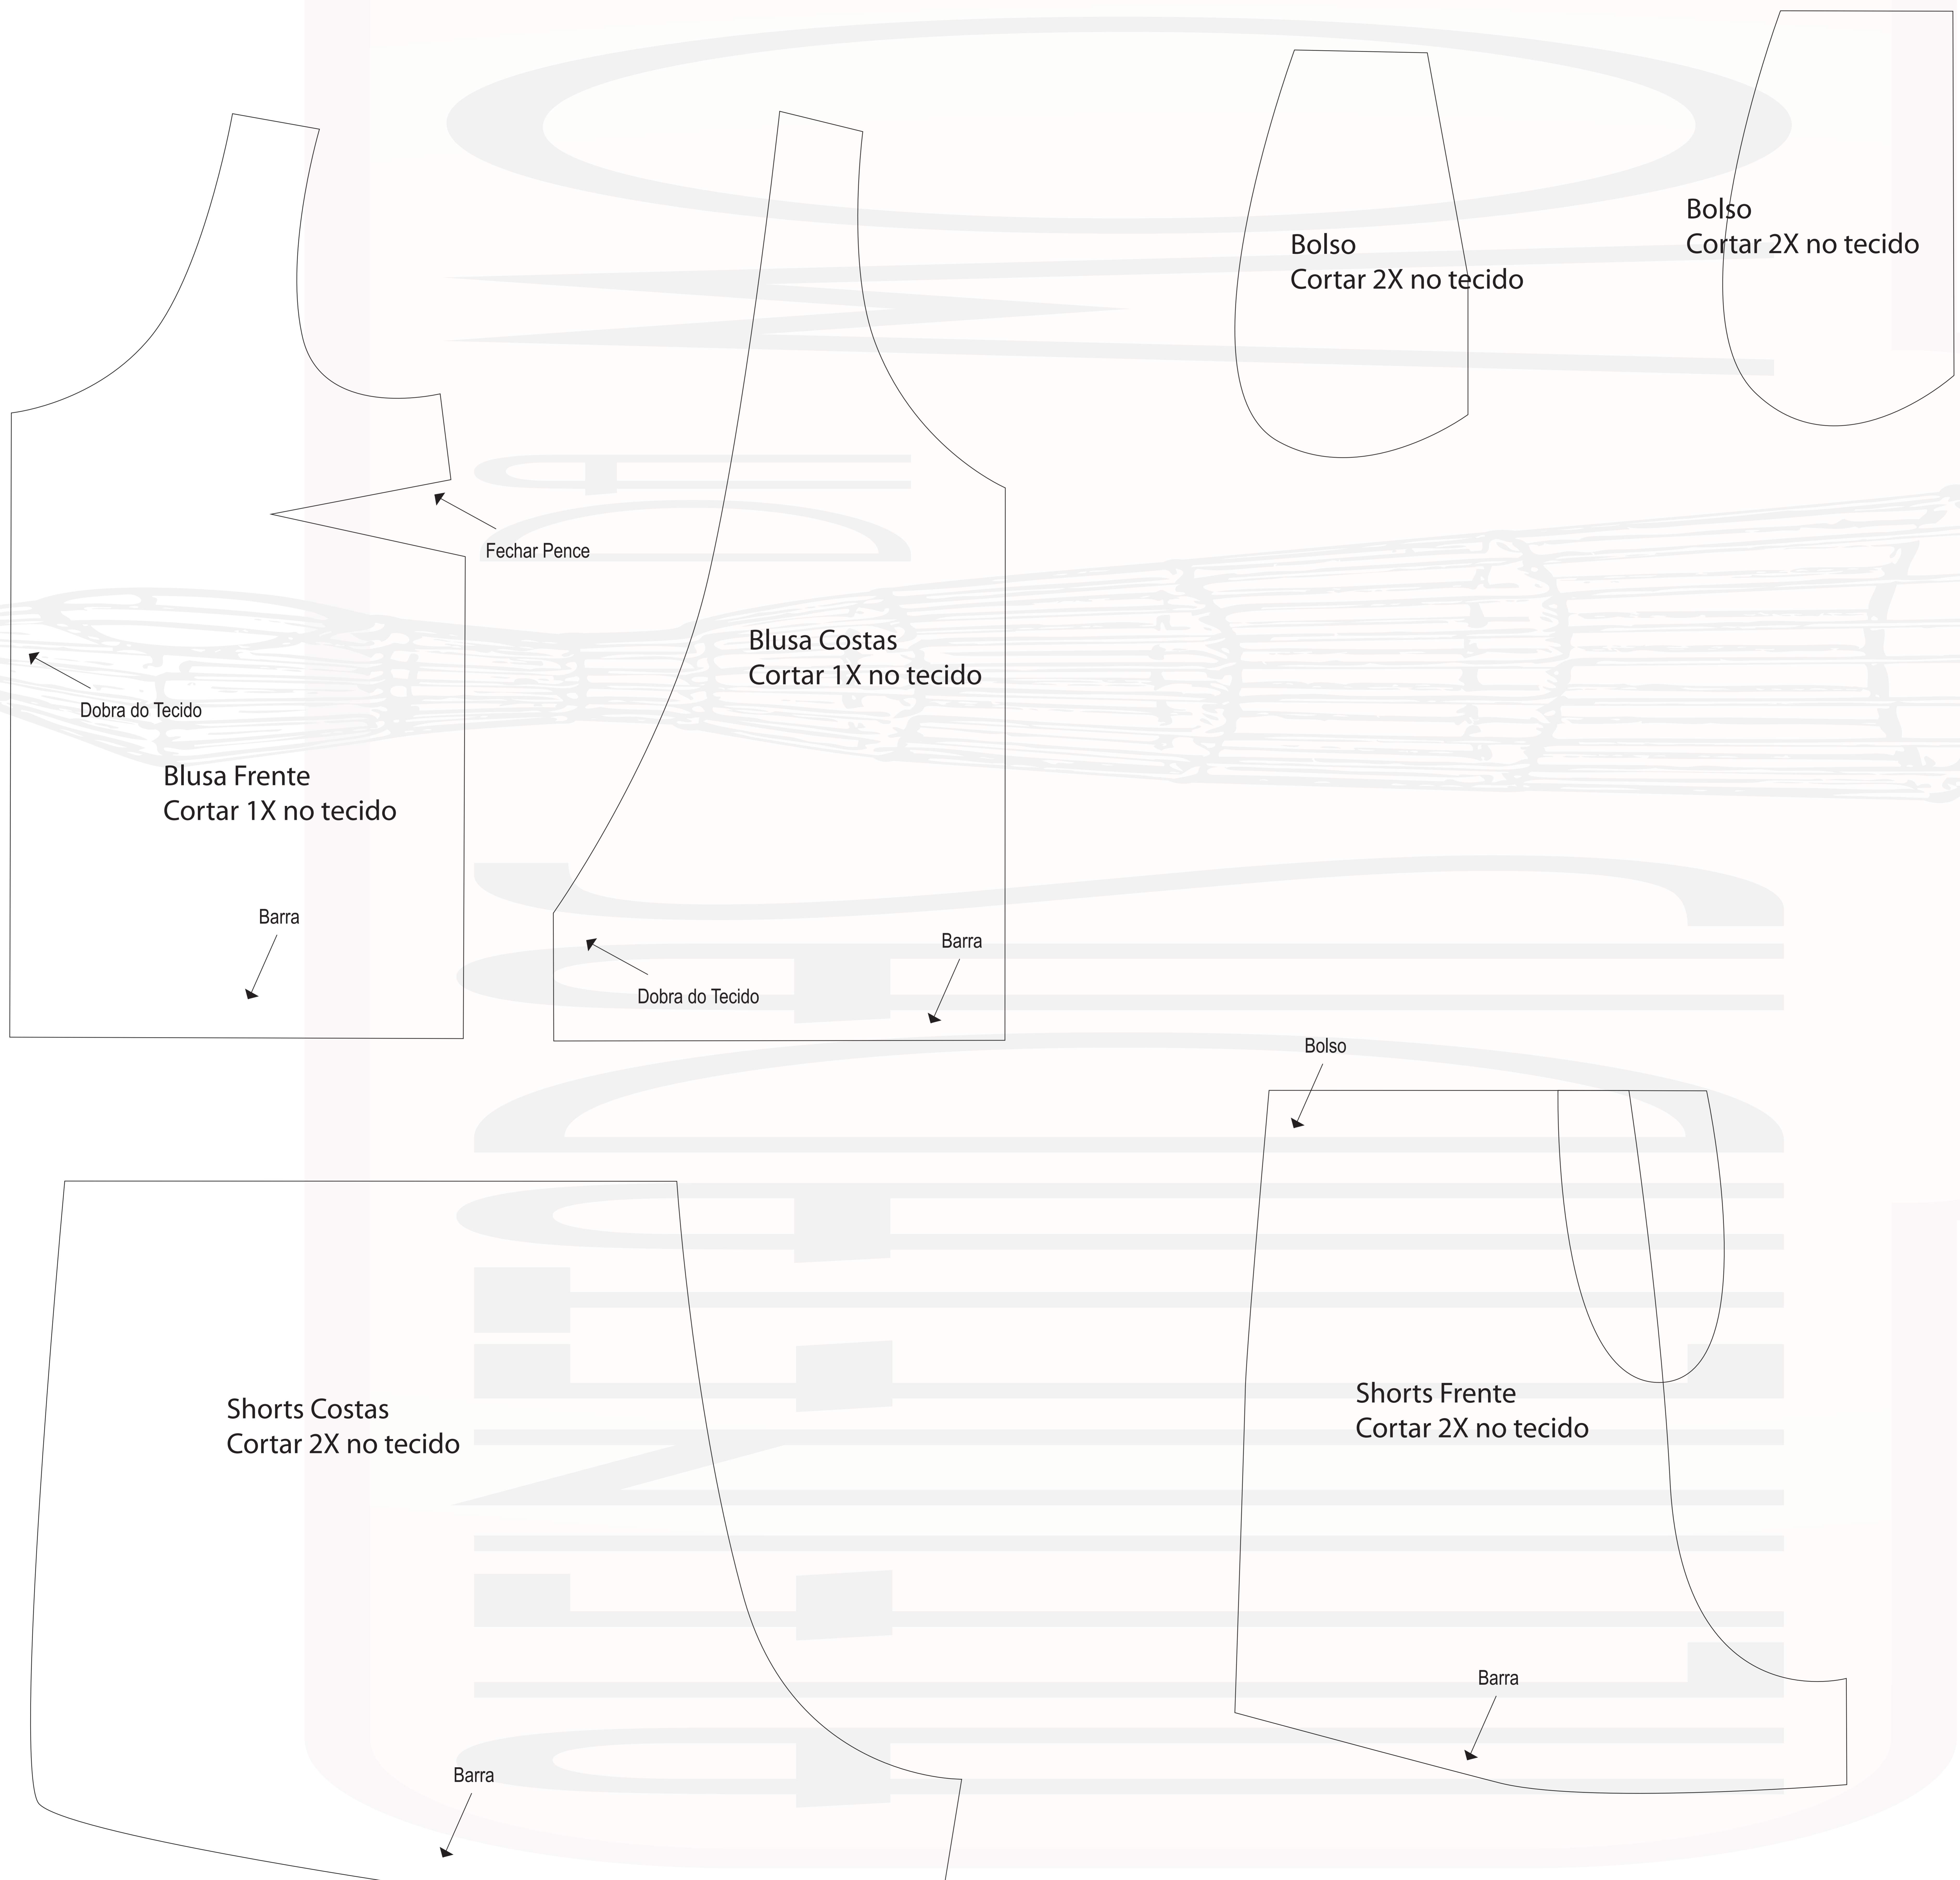 Bolso
Cortar 2X no tecido
Bolso
Cortar 2X no tecido
Fechar Pence
Blusa Costas
Cortar 1X no tecido
Dobra do Tecido
Blusa Frente
Cortar 1X no tecido
Barra
Barra
Dobra do Tecido
Bolso
Shorts Costas
Cortar 2X no tecido
Shorts Frente
Cortar 2X no tecido
Barra
Barra